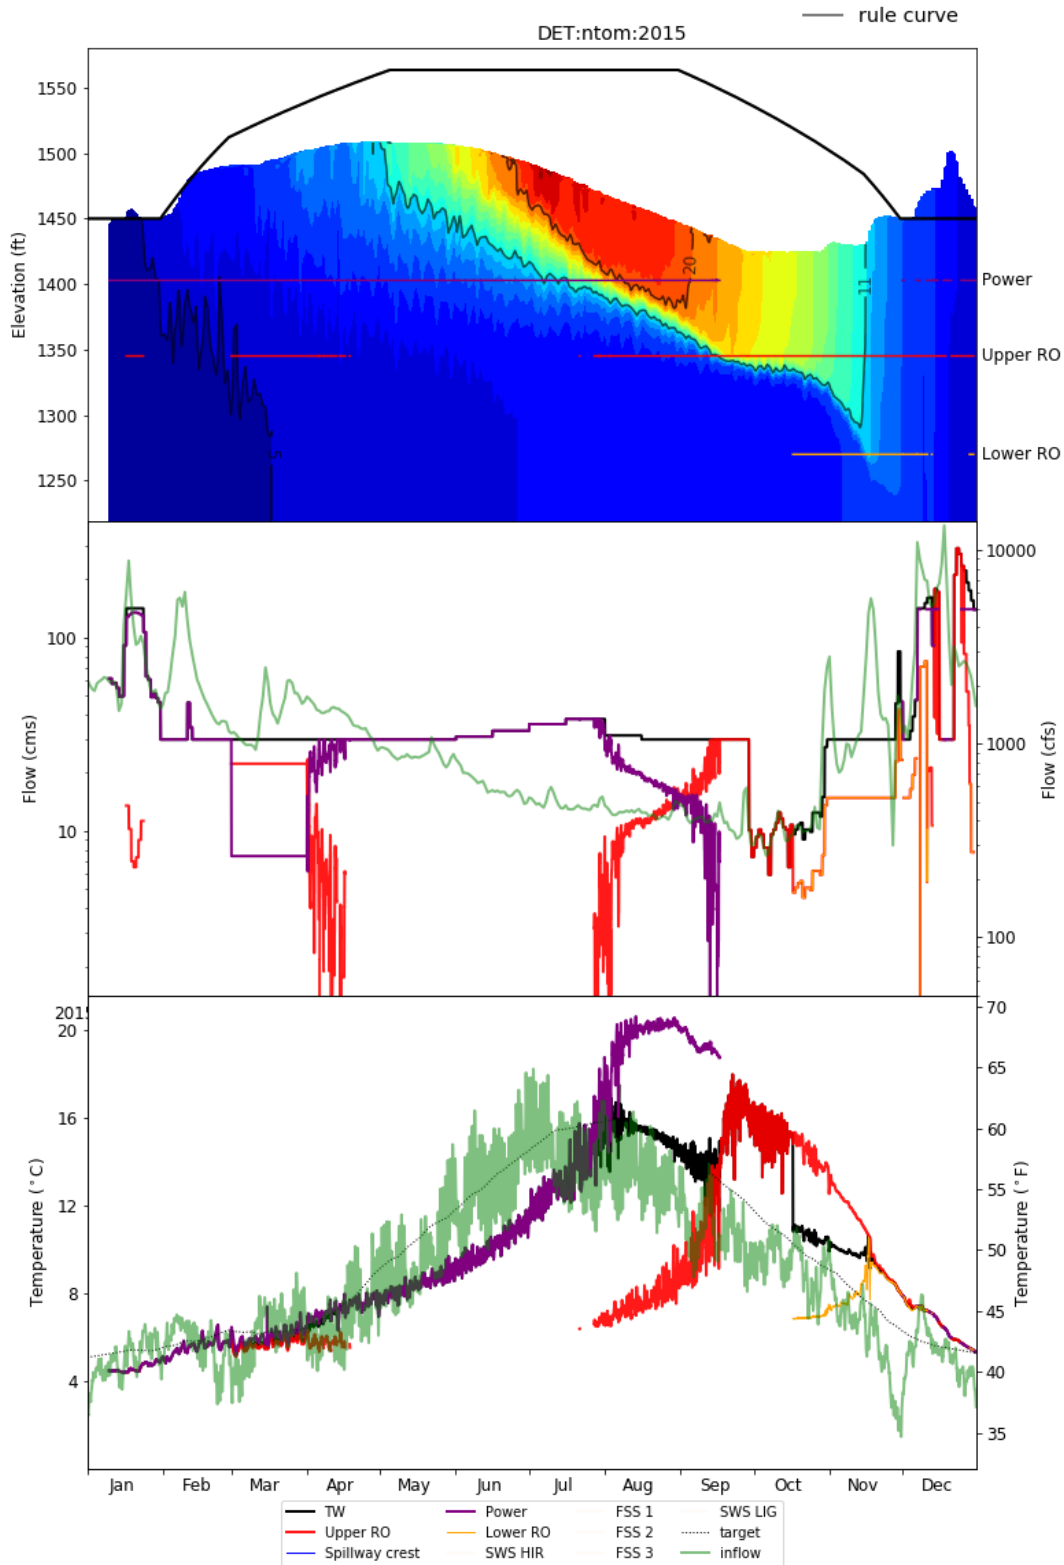 rule curve
DET:ntom:2015
1550
1500
1450
1400
1350
1300
1250
Elevation (ft)
20
11
5
Power
Upper RO
Lower RO
100
10
Flow (cms)
10000
1000
100
Flow (cfs)
201
20
16
12
8
4
Temperature (°C)
70
65
60
55
50
45
40
35
Temperature (°F)
Jan Feb Mar Apr May Jun Jul Aug Sep Oct Nov Dec
TW Power FSS 1 SWS LIG
Upper RO Lower RO FSS 2 target
Spillway crest SWS HIR FSS 3 inflow